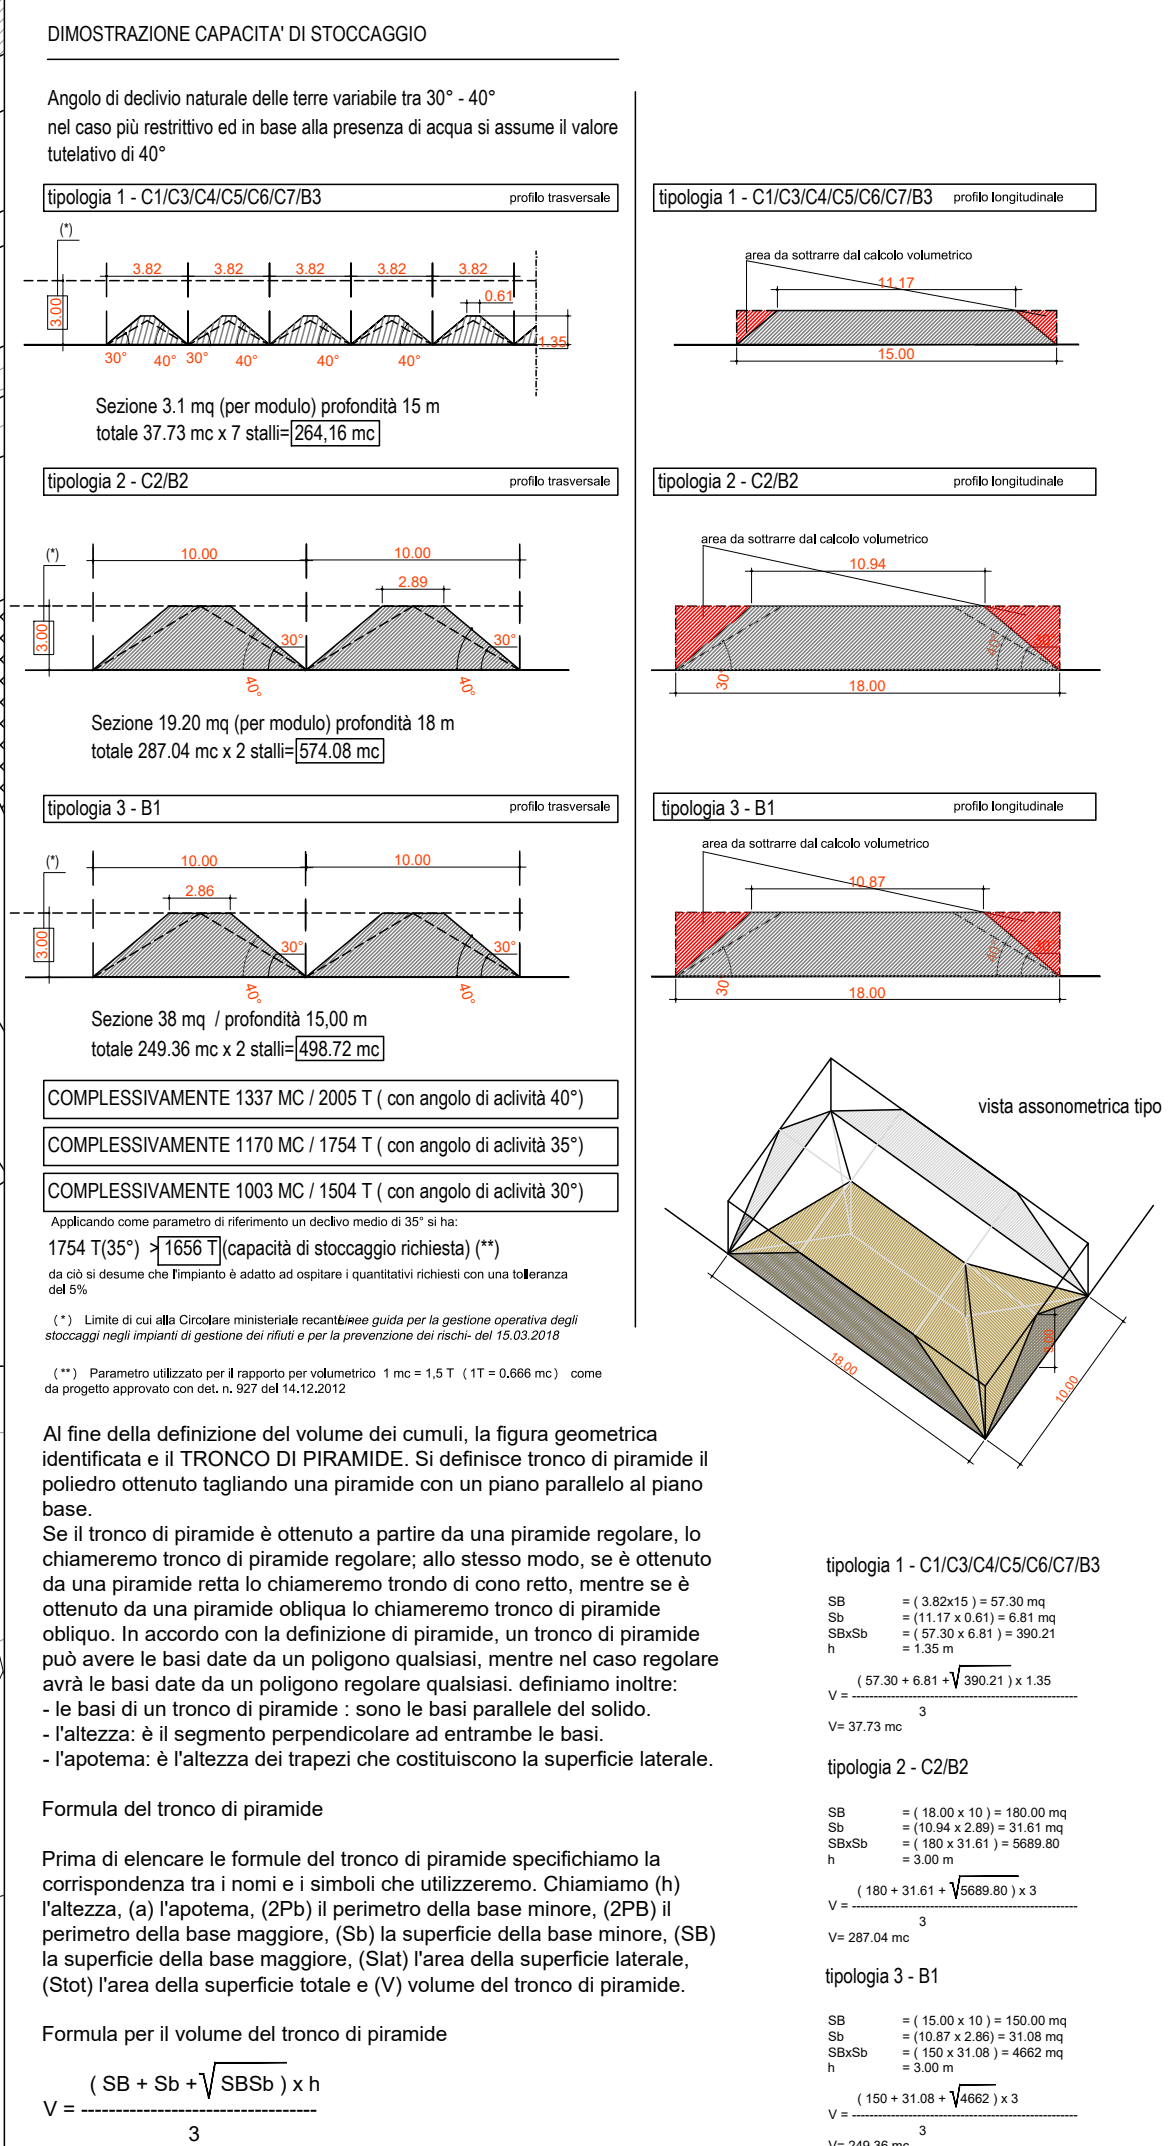 DIMOSTRAZIONE CAPACITA' DI STOCCAGGIO
Angolo di declivio naturale delle terre variabile tra 30° - 40°
nel caso più restrittivo ed in base alla presenza di acqua si assume il valore
tutelativo di 40°
tipologia 1 - C1/C3/C4/C5/C6/C7/B3 profilo trasversale
(*)
3.82 3.82 3.82 3.82 3.82
3.00
0.61
1.35
30° 40° 30° 40° 40° 40°
Sezione 3.1 mq (per modulo) profondità 15 m
totale 37.73 mc x 7 stalli= 264,16 mc
tipologia 1 - C1/C3/C4/C5/C6/C7/B3 profilo longitudinale
area da sottrarre dal calcolo volumetrico
11.17
15.00
tipologia 2 - C2/B2 profilo trasversale
(*)
10.00 10.00
2.89
3.00
30° 30°
40° 40°
Sezione 19.20 mq (per modulo) profondità 18 m
totale 287.04 mc x 2 stalli= 574.08 mc
tipologia 2 - C2/B2 profilo longitudinale
area da sottrarre dal calcolo volumetrico
10.94
30° 40° 30°
18.00
tipologia 3 - B1 profilo trasversale
(*)
10.00 10.00
2.86
3.00
30° 30°
40° 40°
Sezione 38 mq / profondità 15,00 m
totale 249.36 mc x 2 stalli= 498.72 mc
tipologia 3 - B1 profilo longitudinale
area da sottrarre dal calcolo volumetrico
10.87
30° 40° 30°
18.00
COMPLESSIVAMENTE 1337 MC / 2005 T ( con angolo di aclività 40°)
COMPLESSIVAMENTE 1170 MC / 1754 T ( con angolo di aclività 35°)
COMPLESSIVAMENTE 1003 MC / 1504 T ( con angolo di aclività 30°)
Applicando come parametro di riferimento un declivo medio di 35° si ha:
1754 T(35°) > 1656 T (capacità di stoccaggio richiesta) (**)
da ciò si desume che l'impianto è adatto ad ospitare i quantitativi richiesti con una tolleranza
del 5%
(*) Limite di cui alla Circolare ministeriale recante Linee guida per la gestione operativa degli
stoccaggi negli impianti di gestione dei rifiuti e per la prevenzione dei rischi- del 15.03.2018
(**) Parametro utilizzato per il rapporto per volumetrico 1 mc = 1,5 T ( 1T = 0.666 mc ) come
da progetto approvato con det. n. 927 del 14.12.2012
vista assonometrica tipo
18.00
10.00
3.00
Al fine della definizione del volume dei cumuli, la figura geometrica
identificata e il TRONCO DI PIRAMIDE. Si definisce tronco di piramide il
poliedro ottenuto tagliando una piramide con un piano parallelo al piano
base.
Se il tronco di piramide è ottenuto a partire da una piramide regolare, lo
chiameremo tronco di piramide regolare; allo stesso modo, se è ottenuto
da una piramide retta lo chiameremo trondo di cono retto, mentre se è
ottenuto da una piramide obliqua lo chiameremo tronco di piramide
obliquo. In accordo con la definizione di piramide, un tronco di piramide
può avere le basi date da un poligono qualsiasi, mentre nel caso regolare
avrà le basi date da un poligono regolare qualsiasi. definiamo inoltre:
- le basi di un tronco di piramide : sono le basi parallele del solido.
- l'altezza: è il segmento perpendicolare ad entrambe le basi.
- l'apotema: è l'altezza dei trapezi che costituiscono la superficie laterale.
Formula del tronco di piramide
Prima di elencare le formule del tronco di piramide specifichiamo la
corrispondenza tra i nomi e i simboli che utilizzeremo. Chiamiamo (h)
l'altezza, (a) l'apotema, (2Pb) il perimetro della base minore, (2PB) il
perimetro della base maggiore, (Sb) la superficie della base minore, (SB)
la superficie della base maggiore, (Slat) l'area della superficie laterale,
(Stot) l'area della superficie totale e (V) volume del tronco di piramide.
Formula per il volume del tronco di piramide
( SB + Sb + √ SBSb ) x h
V = ----------------------------------
3
tipologia 1 - C1/C3/C4/C5/C6/C7/B3
SB = ( 3.82x15 ) = 57.30 mq
Sb = (11.17 x 0.61) = 6.81 mq
SBxSb = ( 57.30 x 6.81 ) = 390.21
h = 1.35 m
( 57.30 + 6.81 + √ 390.21 ) x 1.35
V = ----------------------------------
3
V= 37.73 mc
tipologia 2 - C2/B2
SB = ( 18.00 x 10 ) = 180.00 mq
Sb = (10.94 x 2.89) = 31.61 mq
SBxSb = ( 180 x 31.61 ) = 5689.80
h = 3.00 m
( 180 + 31.61 + √5689.80 ) x 3
V = ----------------------------------
3
V= 287.04 mc
tipologia 3 - B1
SB = ( 15.00 x 10 ) = 150.00 mq
Sb = (10.87 x 2.86) = 31.08 mq
SBxSb = ( 150 x 31.08 ) = 4662 mq
h = 3.00 m
( 150 + 31.08 + √4662 ) x 3
V = ----------------------------------
3
V= 249.36 mc